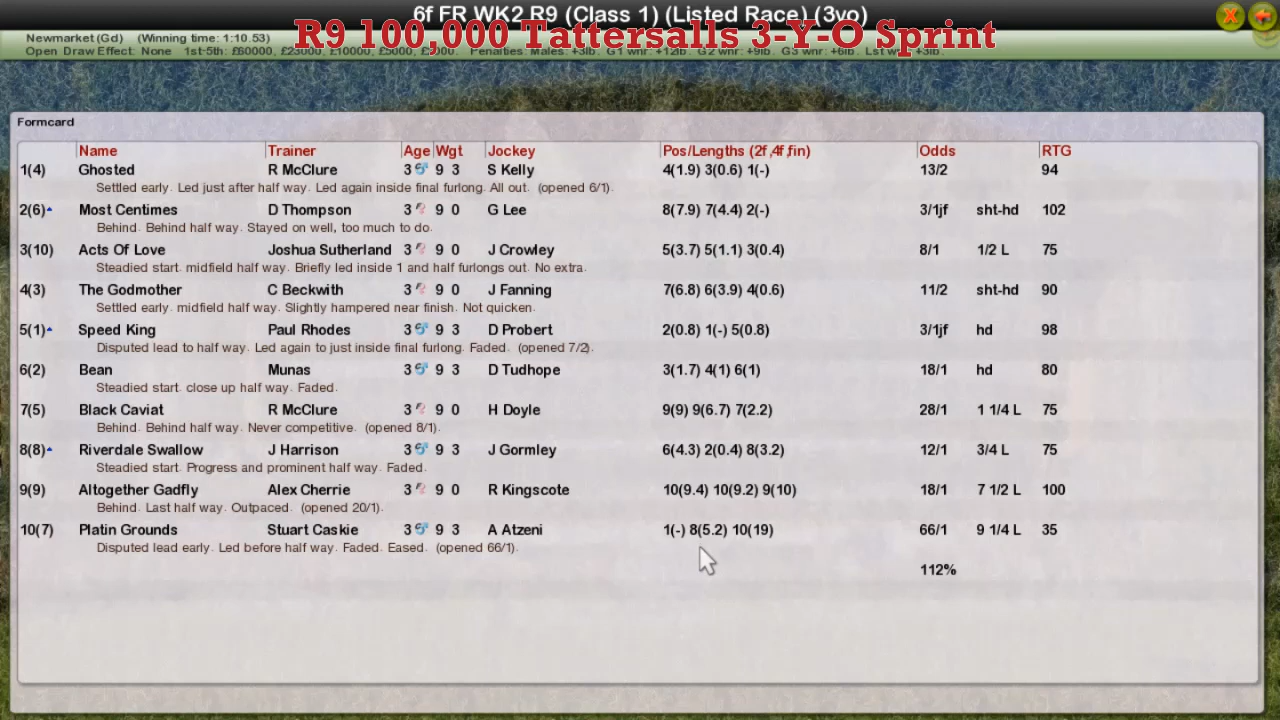 6f FR WK2 R9 (Class 1) (Listed Race) (3yo)
R9 100,000 Tattersalls 3-Y-O Sprint
Newmarket (Gd) (Winning time: 1:10.53)
Open Draw Effect: None 1st-5th: £60000, £23000, £10000, £5000, Penalties: Males: +3lb. G1 wnr: +12lb. G2 wnr: +9lb. G3 wnr: +6lb. Lst wnr: +3lb.
Formcard
Name Trainer Age Wgt Jockey Pos/Lengths (2f,4f,fin) Odds RTG
1(4) Ghosted R McClure 3 9 3 S Kelly 4(1.9) 3(0.6) 1(-) 13/2 94
Settled early. Led just after half way. Led again inside final furlong. All out. (opened 6/1).
2(6) Most Centimes D Thompson 3 9 0 G Lee 8(7.9) 7(4.4) 2(-) 3/1jf sht-hd 102
Behind. Behind half way. Stayed on well, too much to do.
3(10) Acts Of Love Joshua Sutherland 3 9 0 J Crowley 5(3.7) 5(1.1) 3(0.4) 8/1 1/2 L 75
Steadied start. midfield half way. Briefly led inside 1 and half furlongs out. No extra.
4(3) The Godmother C Beckwith 3 9 0 J Fanning 7(6.8) 6(3.9) 4(0.6) 11/2 sht-hd 90
Settled early. midfield half way. Slightly hampered near finish. Not quicken.
5(1) Speed King Paul Rhodes 3 9 3 D Probert 2(0.8) 1(-) 5(0.8) 3/1jf hd 98
Disputed lead to half way. Led again to just inside final furlong. Faded. (opened 7/2).
6(2) Bean Munas 3 9 3 D Tudhope 3(1.7) 4(1) 6(1) 18/1 hd 80
Steadied start. close up half way. Faded.
7(5) Black Caviat R McClure 3 9 0 H Doyle 9(9) 9(6.7) 7(2.2) 28/1 1 1/4 L 75
Behind. Behind half way. Never competitive. (opened 8/1).
8(8) Riverdale Swallow J Harrison 3 9 3 J Gormley 6(4.3) 2(0.4) 8(3.2) 12/1 3/4 L 75
Steadied start. Progress and prominent half way. Faded.
9(9) Altogether Gadfly Alex Cherrie 3 9 0 R Kingscote 10(9.4) 10(9.2) 9(10) 18/1 7 1/2 L 100
Behind. Last half way. Outpaced. (opened 20/1).
10(7) Platin Grounds Stuart Caskie 3 9 3 A Atzeni 1(-) 8(5.2) 10(19) 66/1 9 1/4 L 35
Disputed lead early. Led before half way. Faded. Eased. (opened 66/1).
112%